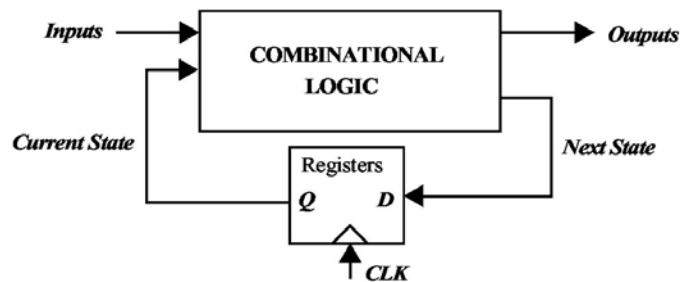 Inputs
COMBINATIONAL
LOGIC
Outputs
Current State
Next State
Registers
Q D
CLK